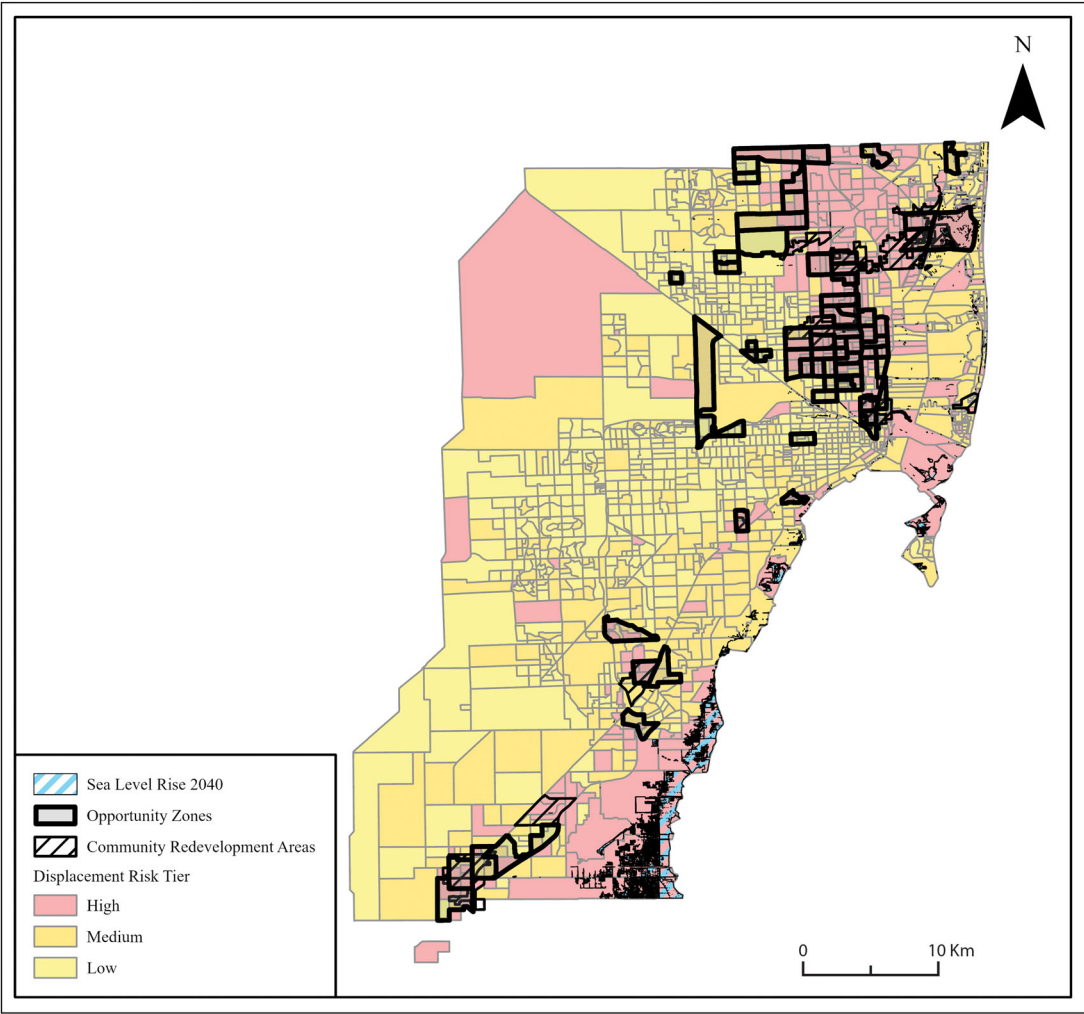 N
Sea Level Rise 2040
Opportunity Zones
Community Redevelopment Areas
Displacement Risk Tier
High
Medium
Low
0 10 Km